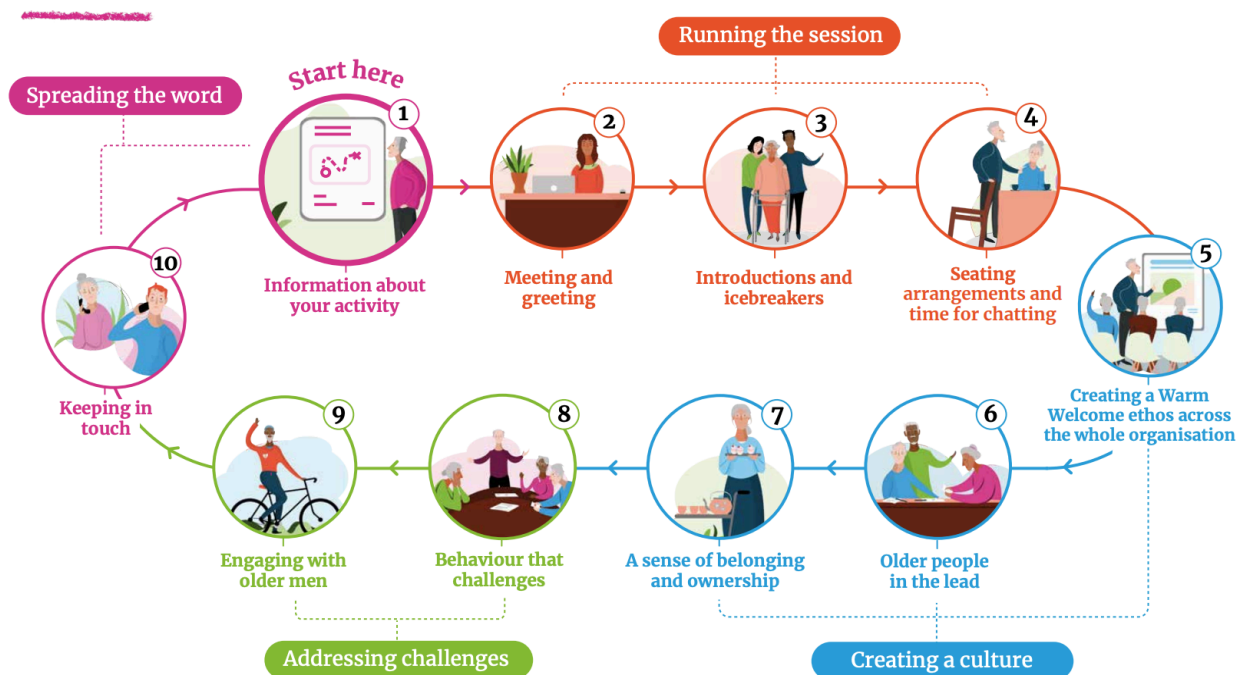 Running the session
Spreading the word
Start here
1
Information about
your activity
2
Meeting and
greeting
3
Introductions and
icebreakers
4
Seating
arrangements and
time for chatting
5
Creating a Warm
Welcome ethos across
the whole organisation
6
Older people
in the lead
7
A sense of belonging
and ownership
8
Behaviour that
challenges
9
Engaging with
older men
10
Keeping in
touch
Addressing challenges
Creating a culture